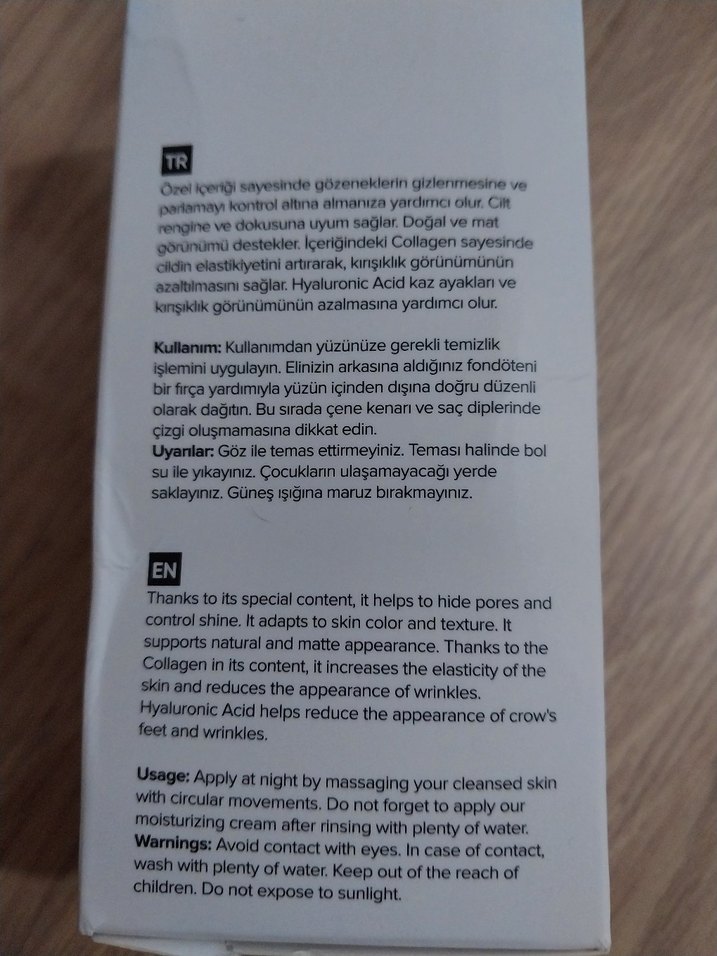 TR
Özel içeriği sayesinde gözeneklerin gizlenmesine ve
parlamayı kontrol altına almanıza yardımcı olur. Cilt
rengine ve dokusuna uyum sağlar. Doğal ve mat
görünümü destekler. İçeriğindeki Collagen sayesinde
cildin elastikiyetini artırarak, kırışıklık görünümünün
azaltılmasını sağlar. Hyaluronic Acid kaz ayakları ve
kırışıklık görünümünün azalmasına yardımcı olur.
Kullanım: Kullanımdan yüzünüze gerekli temizlik
işlemini uygulayın. Elinizin arkasına aldığınız fondöteni
bir fırça yardımıyla yüzün içinden dışına doğru düzenli
olarak dağıtın. Bu sırada çene kenarı ve saç diplerinde
çizgi oluşmamasına dikkat edin.
Uyarılar: Göz ile temas ettirmeyiniz. Teması halinde bol
su ile yıkayınız. Çocukların ulaşamayacağı yerde
saklayınız. Güneş ışığına maruz bırakmayınız.
EN
Thanks to its special content, it helps to hide pores and
control shine. It adapts to skin color and texture. It
supports natural and matte appearance. Thanks to the
Collagen in its content, it increases the elasticity of the
skin and reduces the appearance of wrinkles.
Hyaluronic Acid helps reduce the appearance of crow's
feet and wrinkles.
Usage: Apply at night by massaging your cleansed skin
with circular movements. Do not forget to apply our
moisturizing cream after rinsing with plenty of water.
Warnings: Avoid contact with eyes. In case of contact,
wash with plenty of water. Keep out of the reach of
children. Do not expose to sunlight.